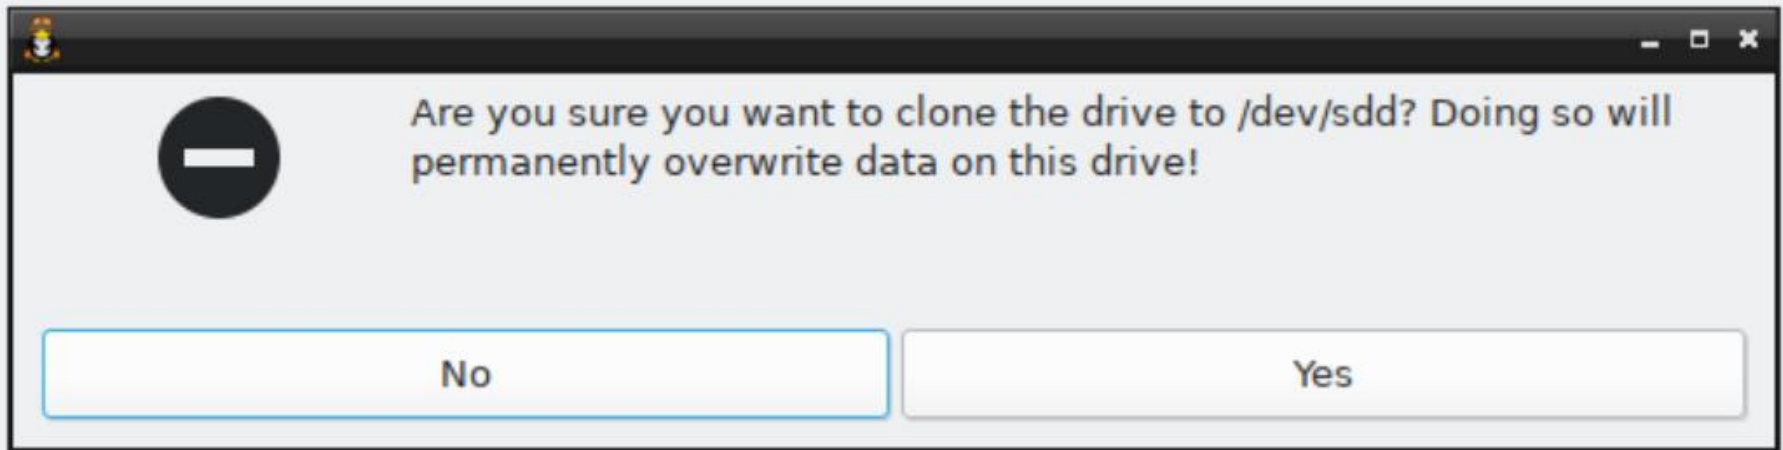 Are you sure you want to clone the drive to /dev/sdd? Doing so will
permanently overwrite data on this drive!
No
Yes